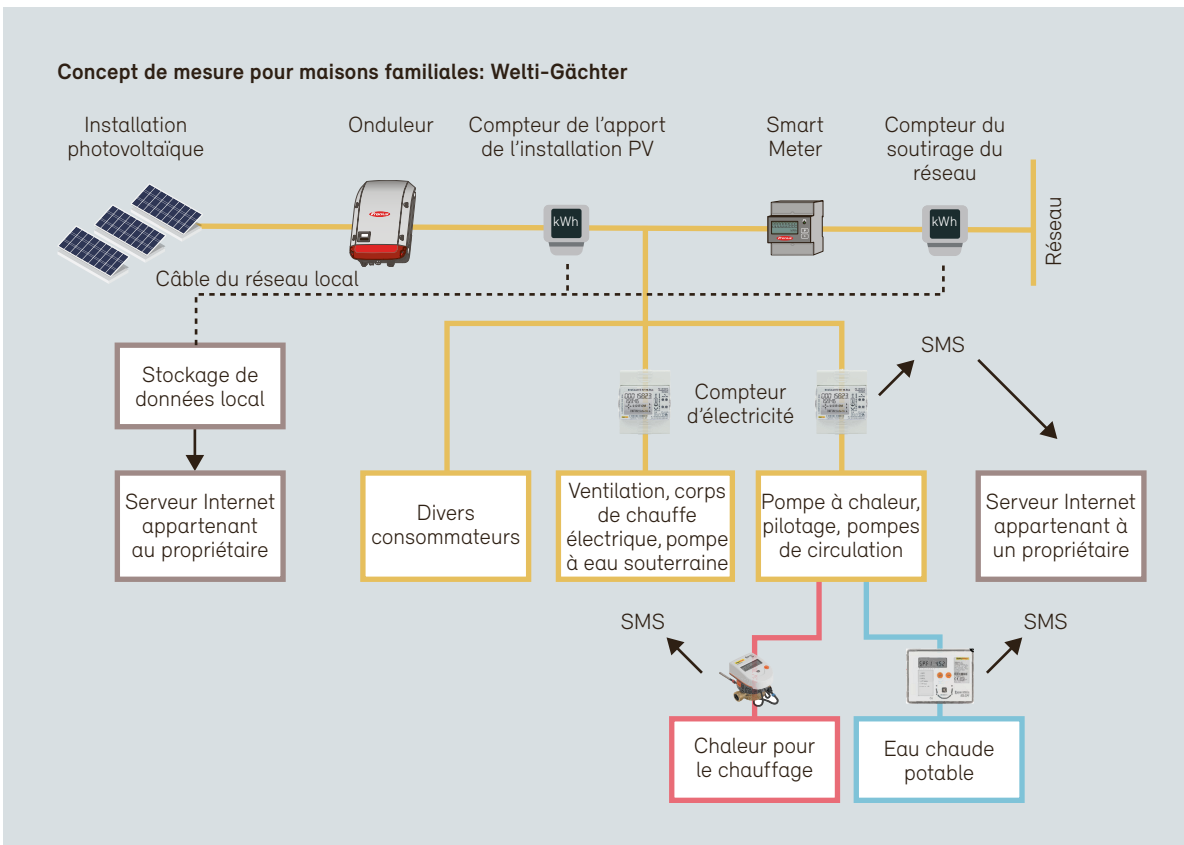 Concept de mesure pour maisons familiales: Welti-Gächter
Installation
photovoltaïque
Onduleur
Compteur de l'apport
de l'installation PV
Smart
Meter
Compteur du
soutirage du
réseau
kWh
kWh
Réseau
Câble du réseau local
Stockage de
données local
Serveur Internet
appartenant
au propriétaire
Compteur
d'électricité
SMS
Divers
consommateurs
Ventilation, corps
de chauffe
électrique, pompe
à eau souterraine
Pompe à chaleur,
pilotage, pompes
de circulation
Serveur Internet
appartenant à
un propriétaire
SMS
SMS
Chaleur pour
le chauffage
Eau chaude
potable